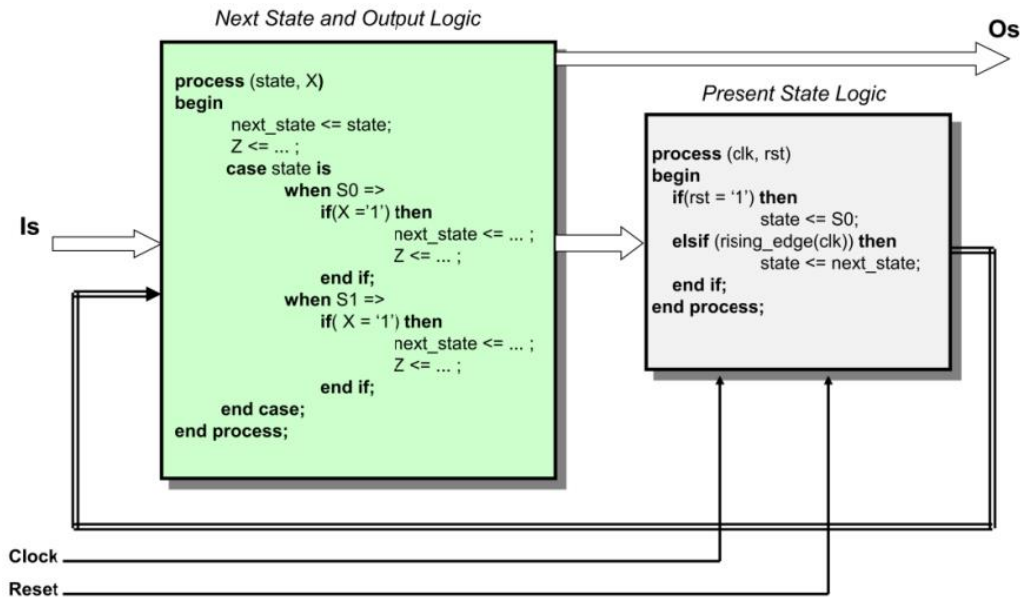 Next State and Output Logic
Os
process (state, X)
begin
next_state <= state;
Z <= ... ;
case state is
when S0 =>
if(X ='1') then
next_state <= ... ;
Z <= ... ;
end if;
when S1 =>
if( X = ‘1’) then
next_state <= ... ;
Z <= ... ;
end if;
end case;
end process;
Present State Logic
process (clk, rst)
begin
if(rst = ‘1’) then
state <= S0;
elsif (rising_edge(clk)) then
state <= next_state;
end if;
end process;
Is
Clock
Reset